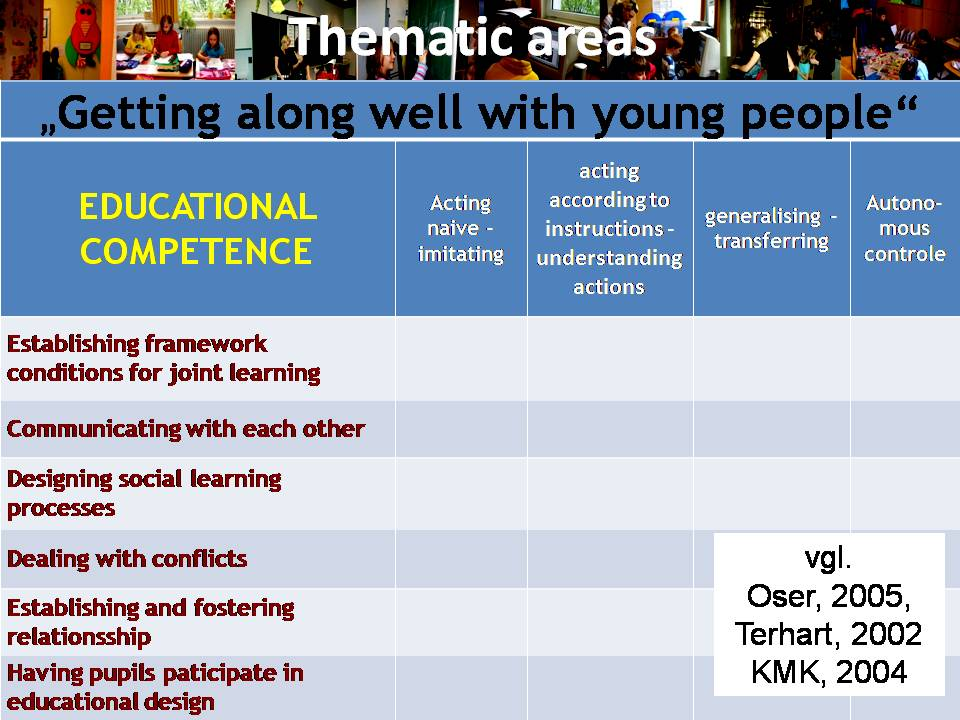 Thematic areas
„Getting along well with young people“
EDUCATIONAL
COMPETENCE
Acting
naive -
imitating
acting
according to
instructions -
understanding
actions
generalising -
transferring
Autono-
mous
controle
Establishing framework
conditions for joint learning
Communicating with each other
Designing social learning
processes
Dealing with conflicts
Establishing and fostering
relationsship
Having pupils paticipate in
educational design
vgl.
Oser, 2005,
Terhart, 2002
KMK, 2004